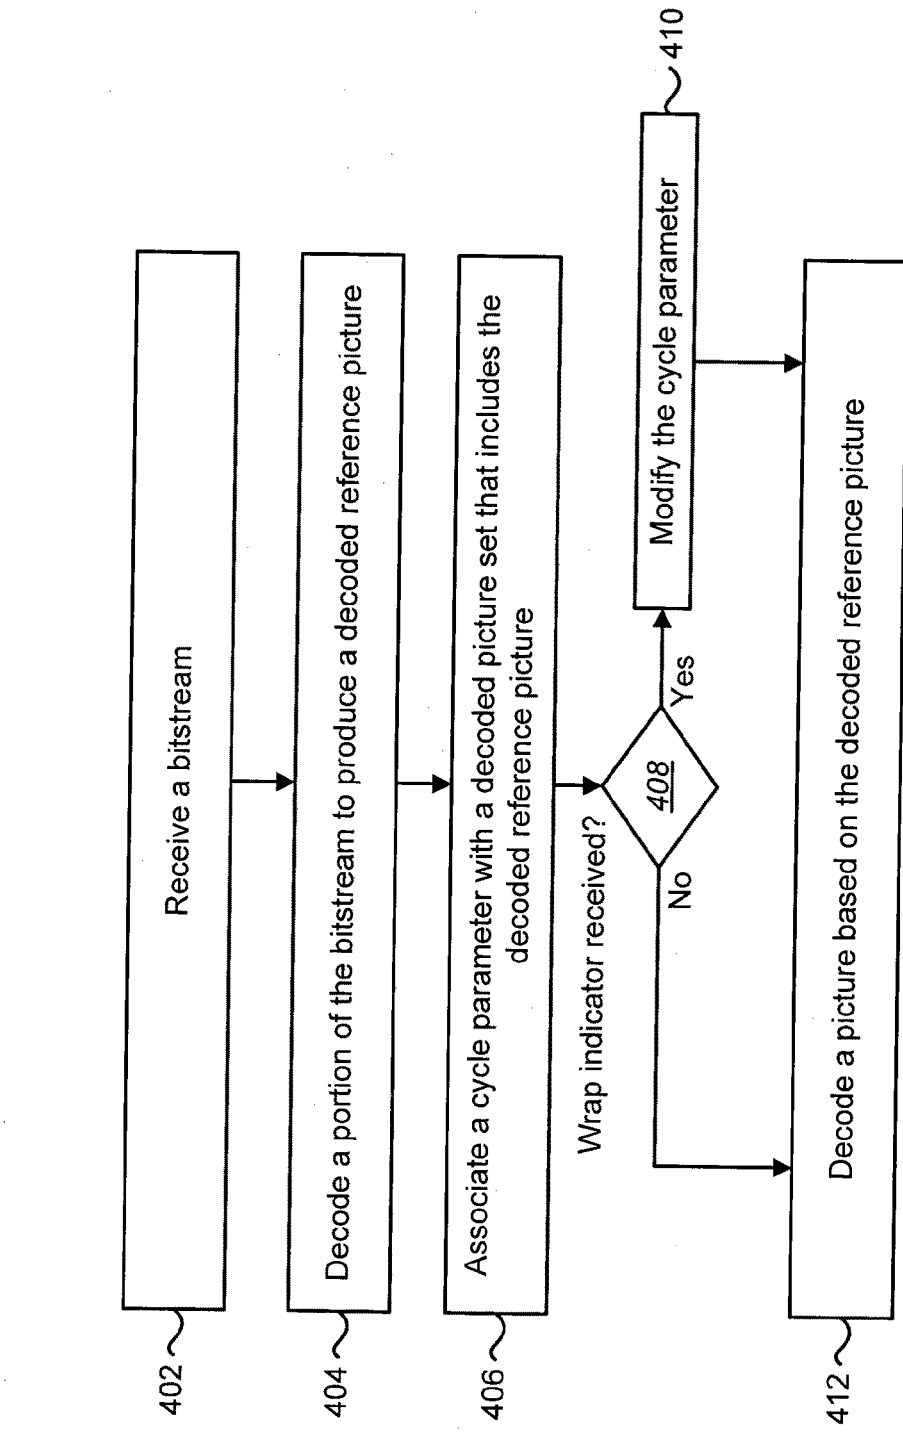 402
Receive a bitstream
404
Decode a portion of the bitstream to produce a decoded reference picture
406
Associate a cycle parameter with a decoded picture set that includes the
decoded reference picture
Wrap indicator received?
408
No
Yes
Modify the cycle parameter
410
412
Decode a picture based on the decoded reference picture